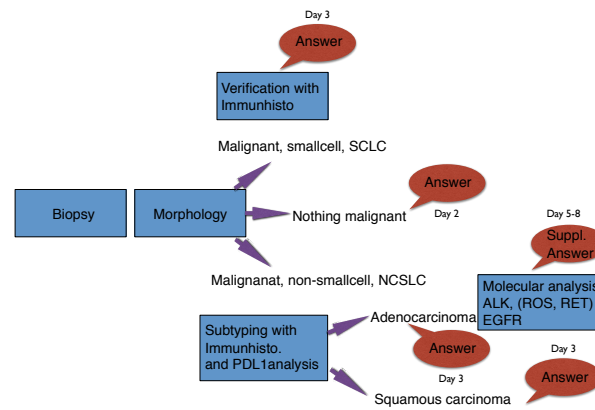 Day 3
Answer
Verification with
Immunhisto
Malignant, smallcell, SCLC
Biopsy
Morphology
Nothing malignant
Answer
Day 2
Day 5-8
Suppl.
Answer
Malignanat, non-smallcell, NCSLC
Molecular analysis
ALK, (ROS, RET)
EGFR
Subtyping with
Immunhisto.
and PDL1analysis
Adenocarcinoma
Answer
Day 3
Day 3
Answer
Squamous carcinoma